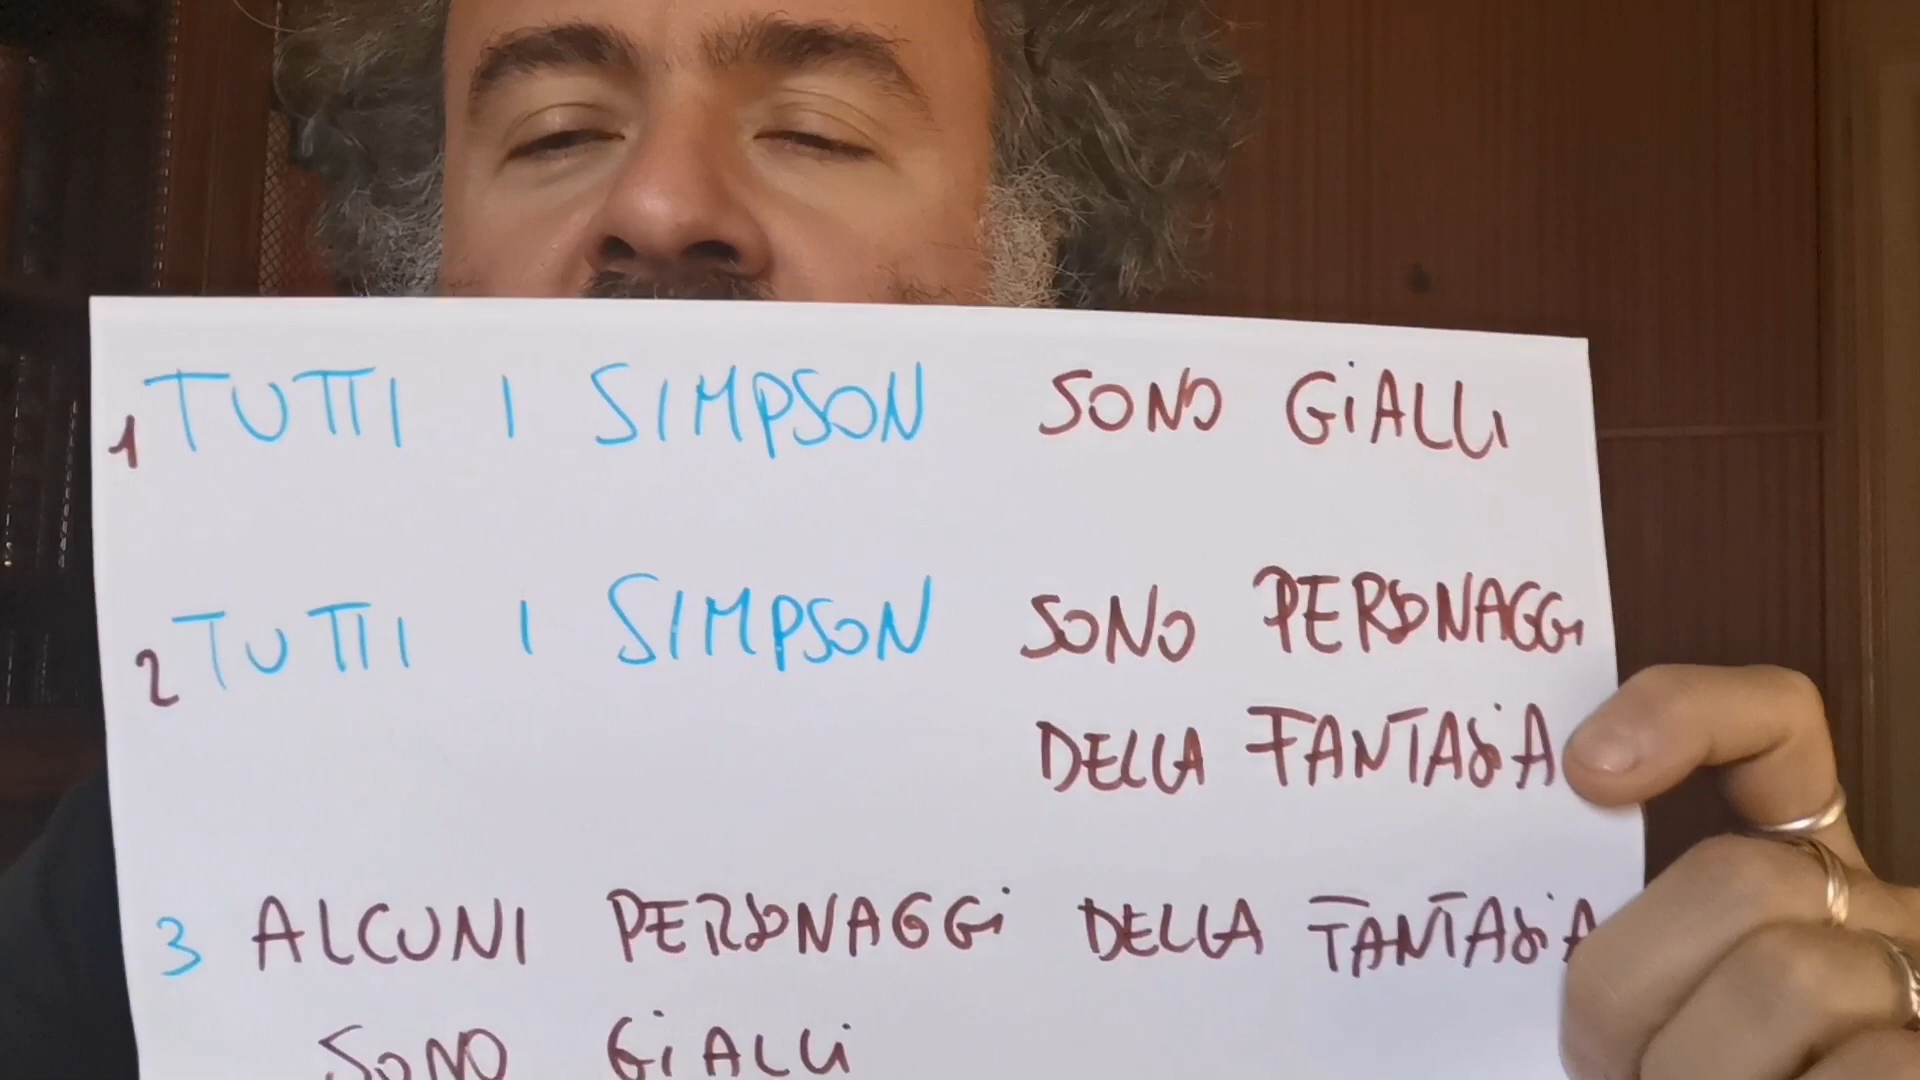 1 TUTTI I SIMPSON SONO GIALLI
2 TUTTI I SIMPSON SONO PERSONAGGI
DELLA FANTASIA
3 ALCUNI PERSONAGGI DELLA FANTASIA
SONO GIALLI